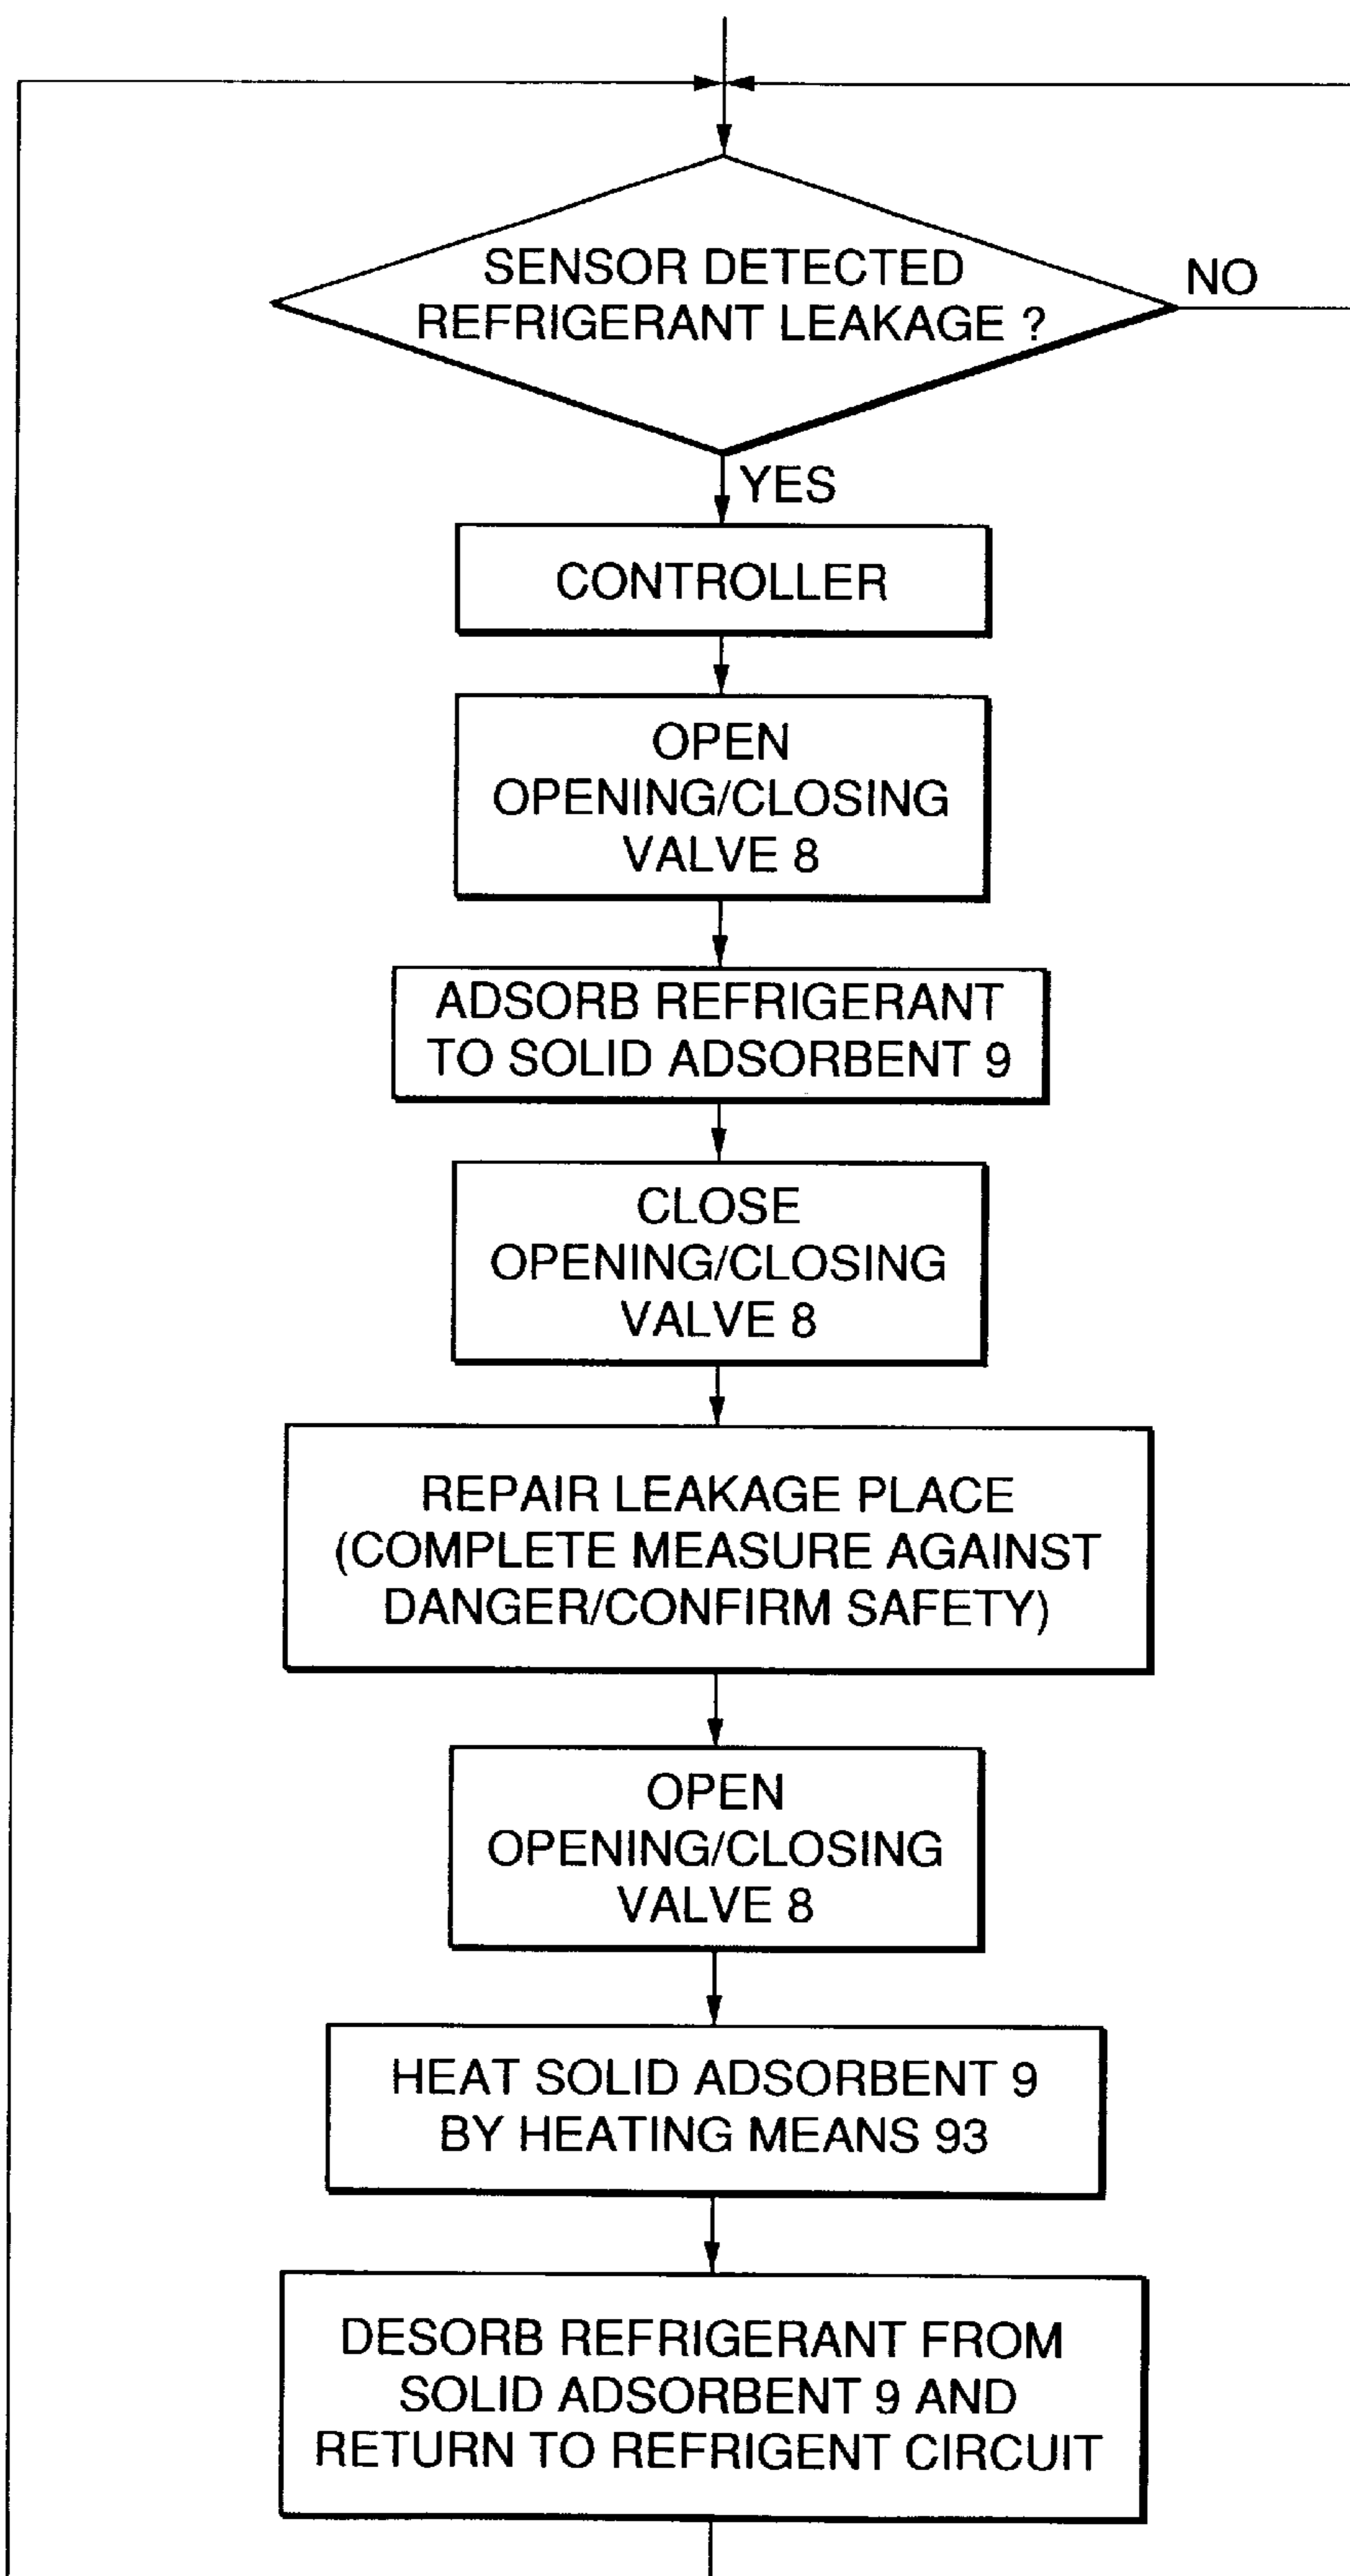 SENSOR DETECTED
REFRIGERANT LEAKAGE ?
NO
YES
CONTROLLER
OPEN
OPENING/CLOSING
VALVE 8
ADSORB REFRIGERANT
TO SOLID ADSORBENT 9
CLOSE
OPENING/CLOSING
VALVE 8
REPAIR LEAKAGE PLACE
(COMPLETE MEASURE AGAINST
DANGER/CONFIRM SAFETY)
OPEN
OPENING/CLOSING
VALVE 8
HEAT SOLID ADSORBENT 9
BY HEATING MEANS 93
DESORB REFRIGERANT FROM
SOLID ADSORBENT 9 AND
RETURN TO REFRIGENT CIRCUIT